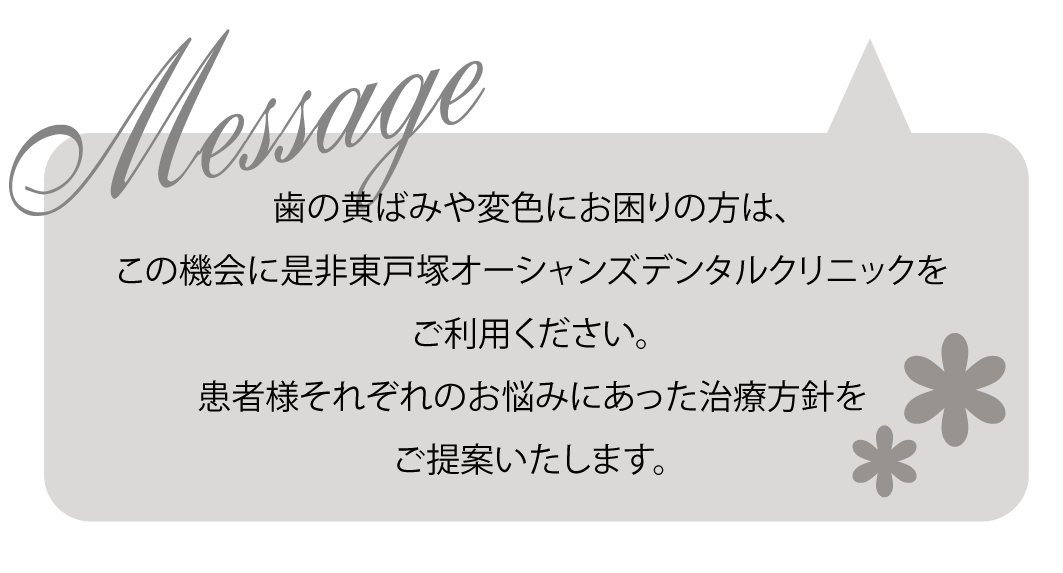 Message
歯の黄ばみや変色にお困りの方は、
この機会に是非東戸塚オーシャンズデンタルクリニックを
ご利用ください。
患者様それぞれのお悩みにあった治療方針を
ご提案いたします。